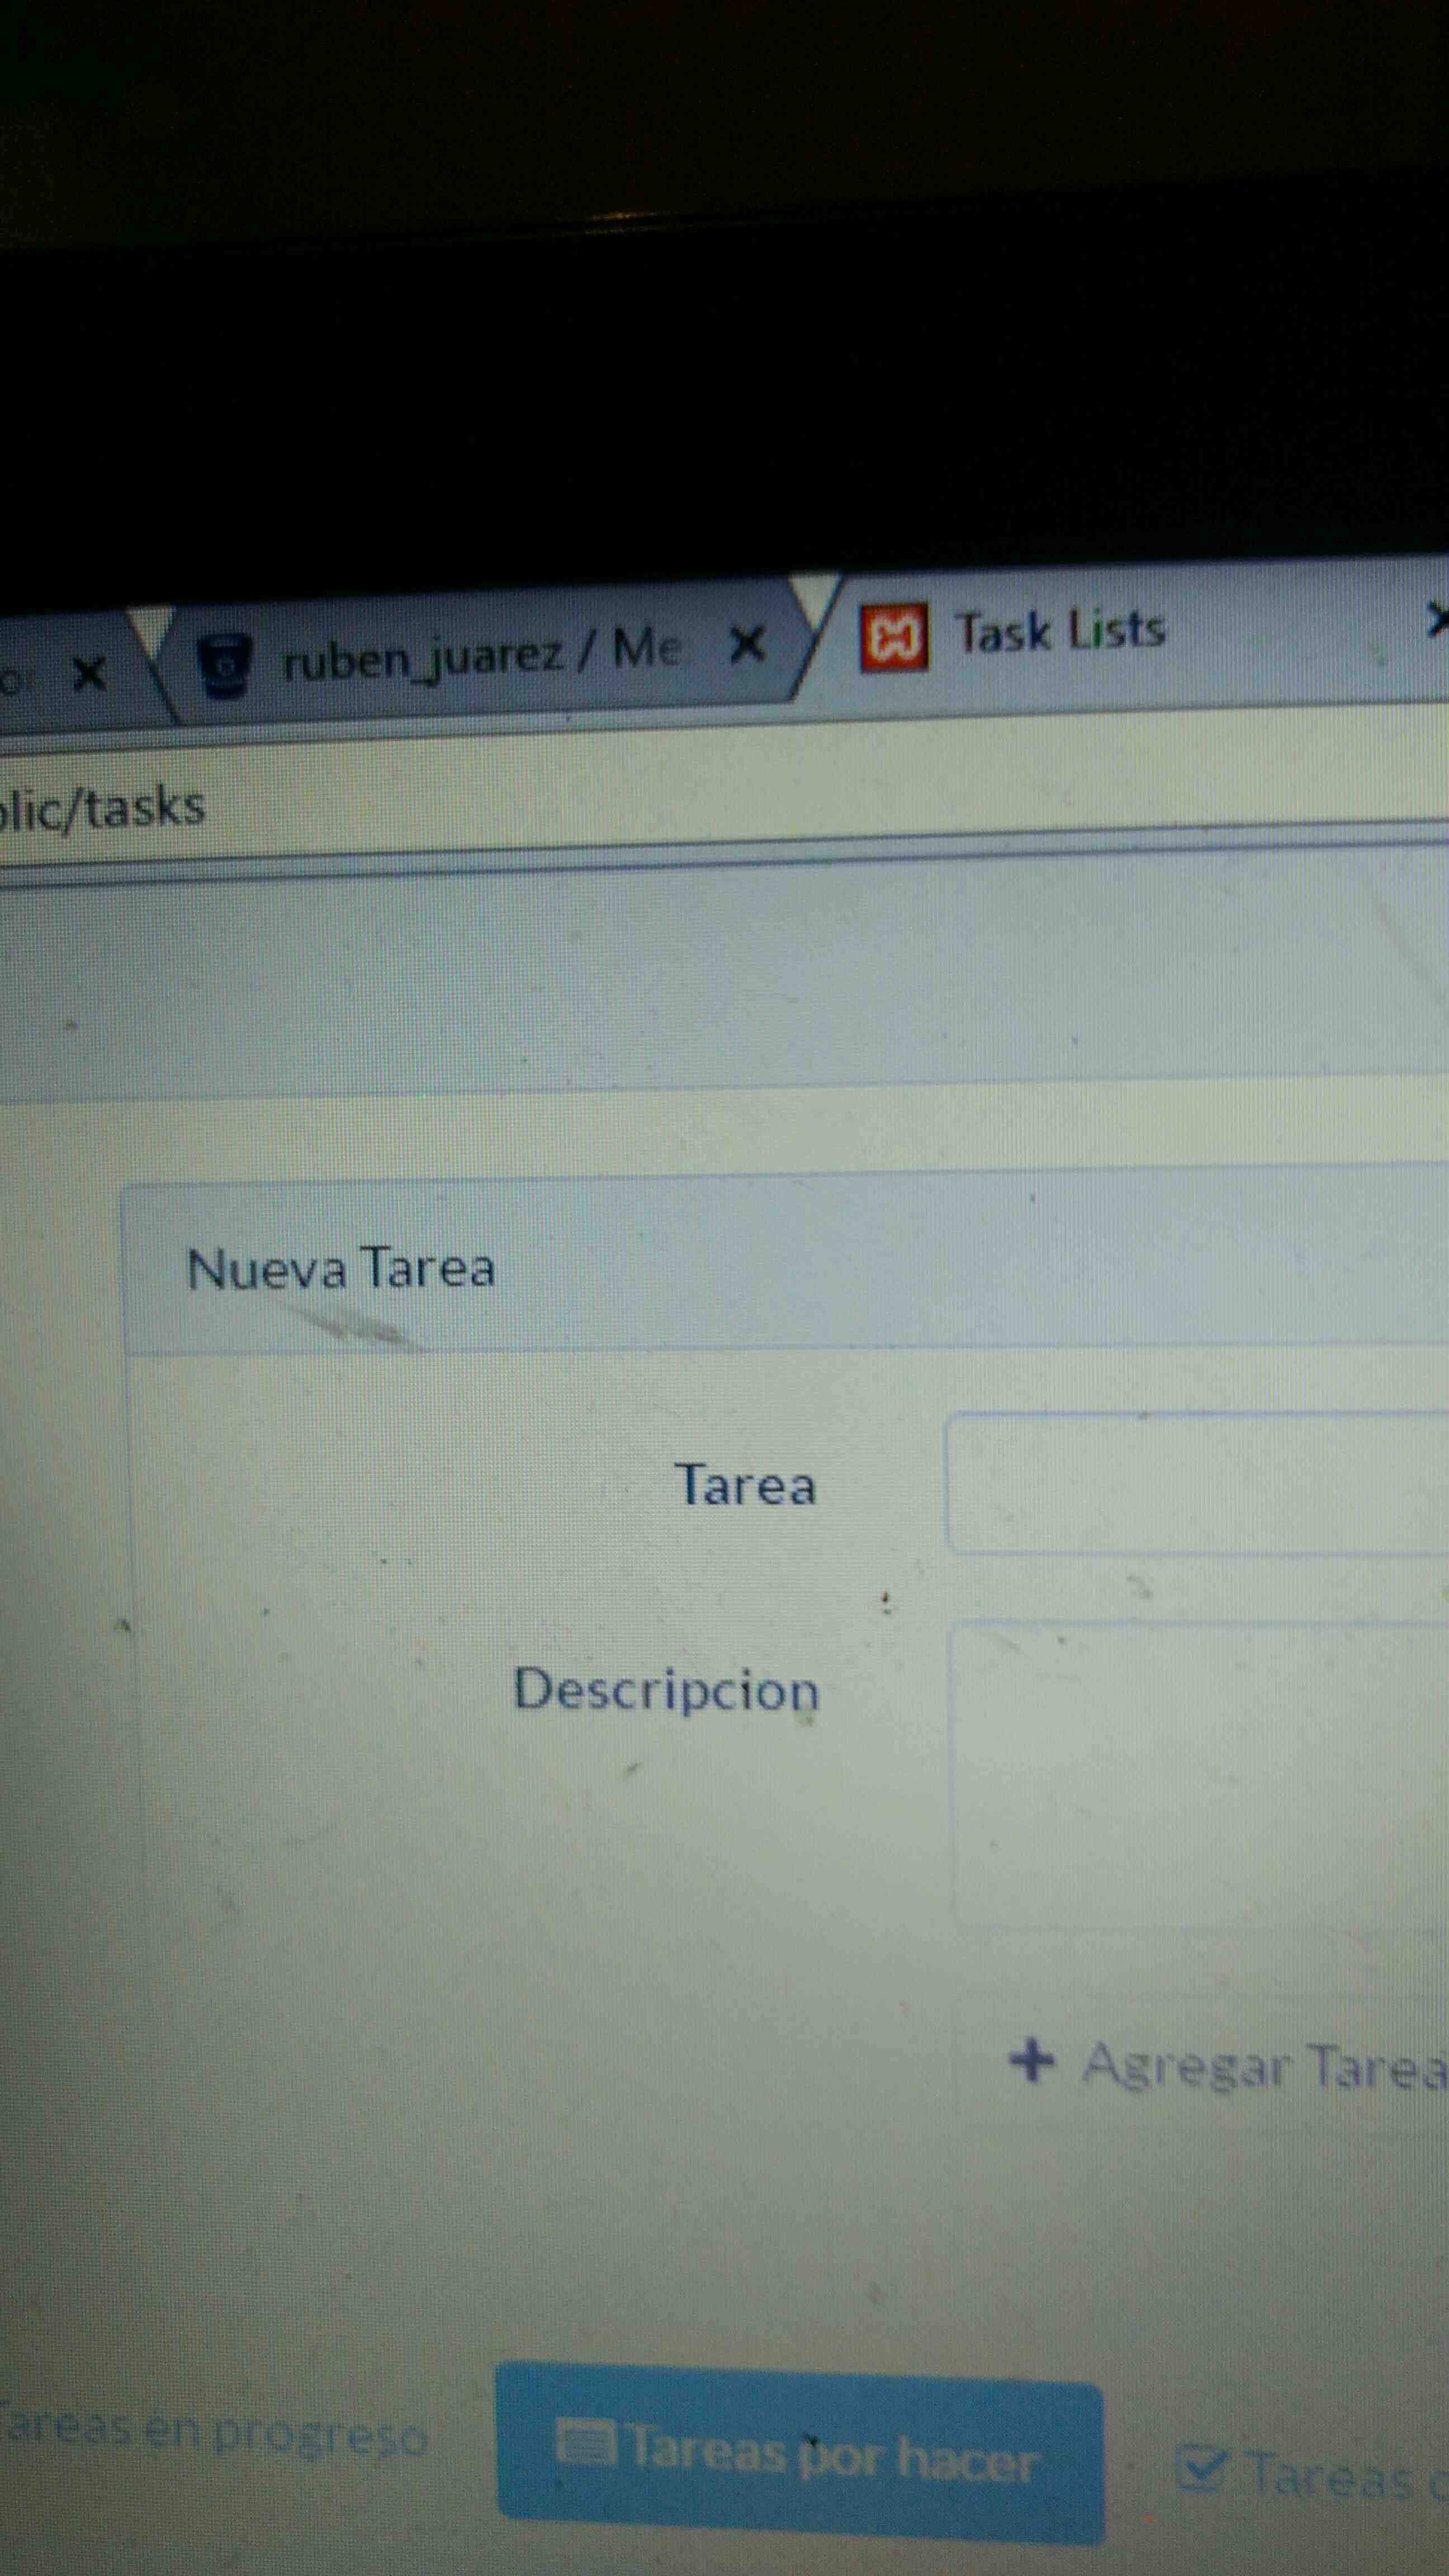 ruben_juarez / Me
Task Lists
blic/tasks
Nueva Tarea
Tarea
Descripcion
+ Agregar Tarea
Tareas en progreso
Tareas por hacer
Tareas